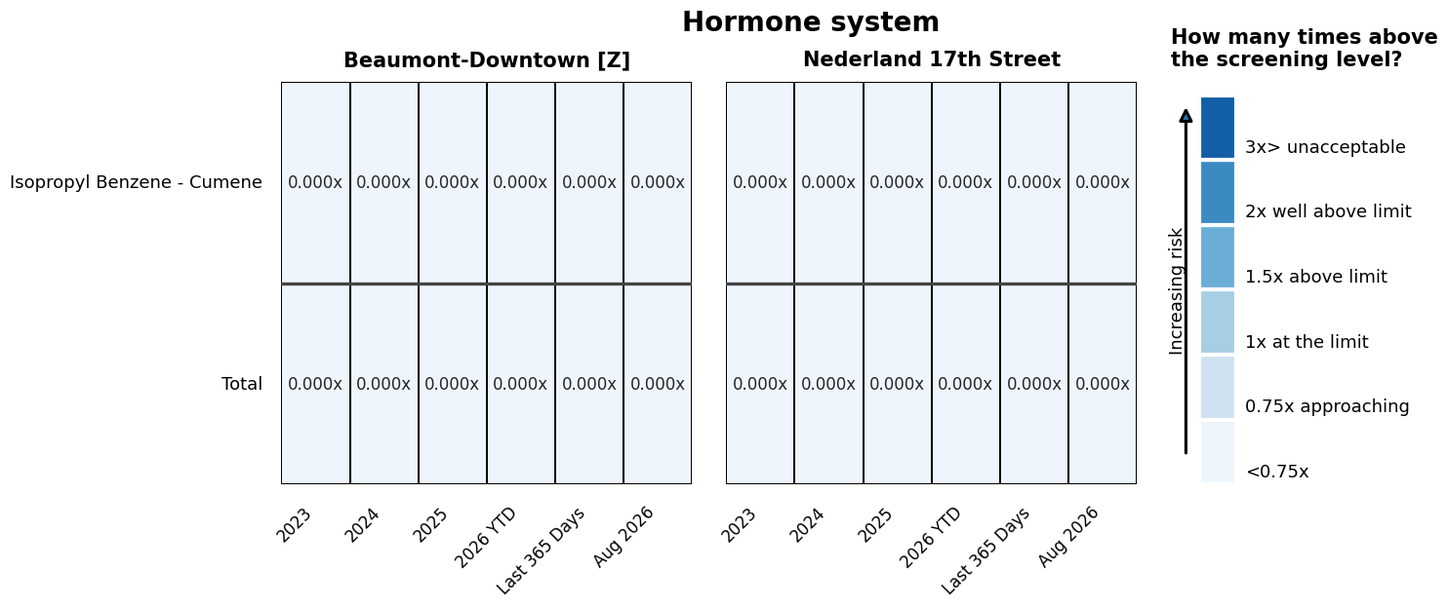 Hormone system
Beaumont-Downtown [Z]
Nederland 17th Street
How many times above
the screening level?
Isopropyl Benzene - Cumene
0.000x 0.000x 0.000x 0.000x 0.000x 0.000x
0.000x 0.000x 0.000x 0.000x 0.000x 0.000x
Total
0.000x 0.000x 0.000x 0.000x 0.000x 0.000x
0.000x 0.000x 0.000x 0.000x 0.000x 0.000x
2023
2024
2025
2026 YTD
Last 365 Days
Aug 2026
2023
2024
2025
2026 YTD
Last 365 Days
Aug 2026
Increasing risk
3x> unacceptable
2x well above limit
1.5x above limit
1x at the limit
0.75x approaching
<0.75x